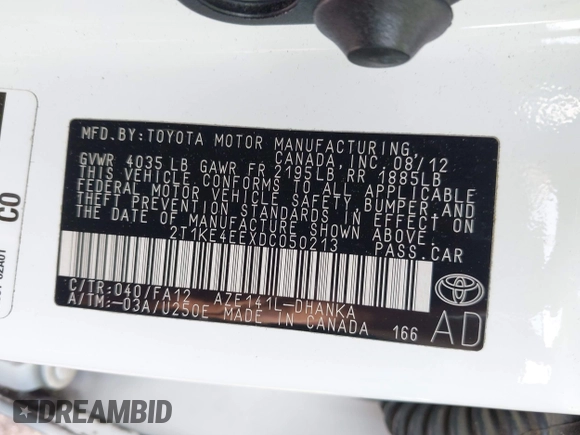 MFD.BY:TOYOTA MOTOR MANUFACTURING,
CANADA,INC. 08/12
GVWR 4035LB GAWR FR 2195LB RR 1885LB
THIS VEHICLE CONFORMS TO ALL APPLICABLE
FEDERAL MOTOR VEHICLE SAFETY,BUMPER,AND
THEFT PREVENTION STANDARDS IN EFFECT ON
THE DATE OF MANUFACTURE SHOWN ABOVE.
2T1KE4EEXDC050213 PASS.CAR
C/TR:040/FA12 AZE141L-DHANKA
A/TM:-03A/U250E MADE IN CANADA 166
AD
CO
DREAMBID